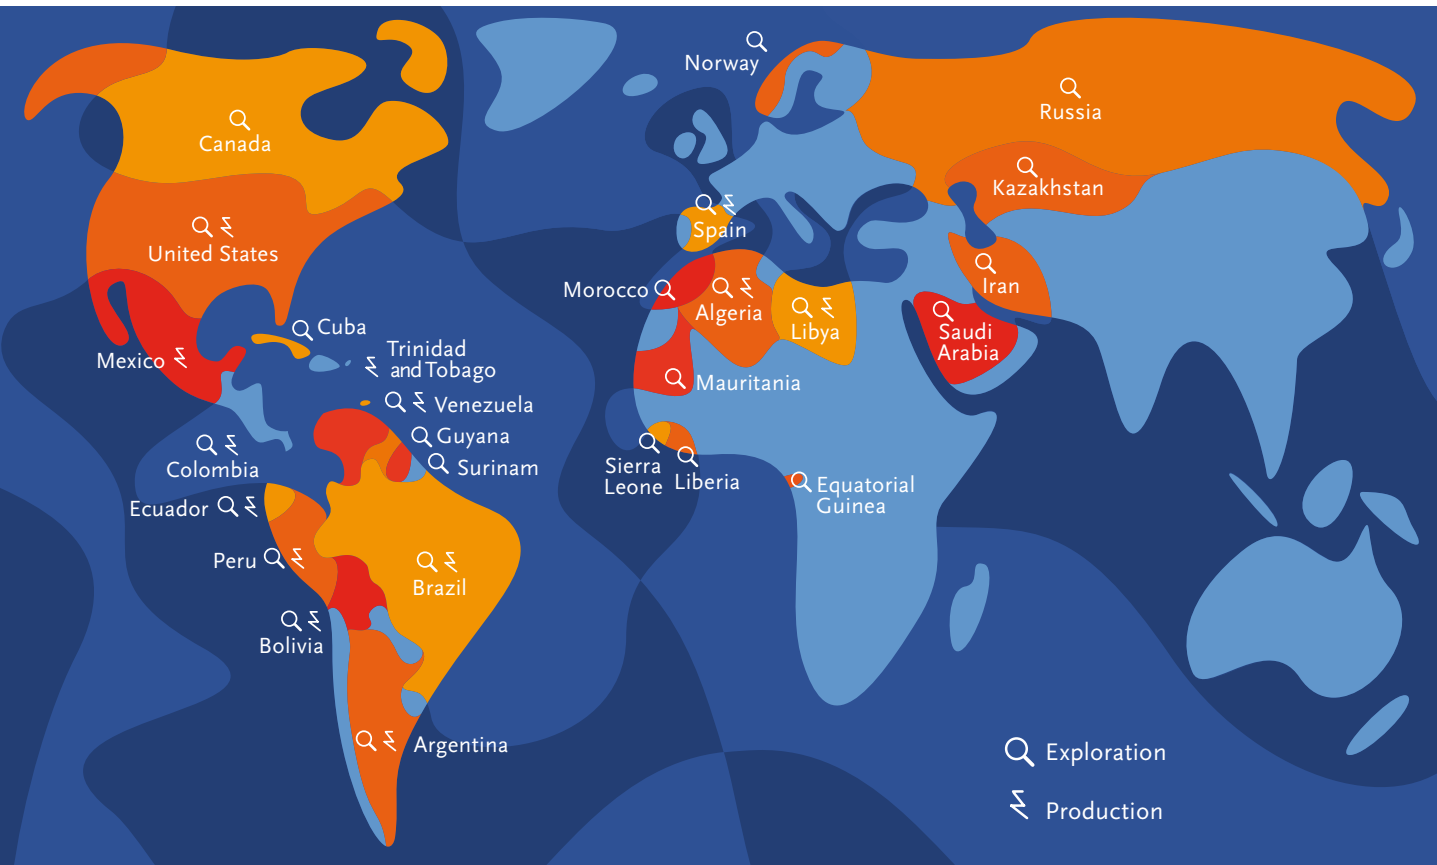 Norway
Russia
Canada
Kazakhstan
Spain
United States
Iran
Morocco
Algeria
Libya
Cuba
Saudi
Arabia
Mexico
Trinidad
and Tobago
Mauritania
Venezuela
Guyana
Surinam
Colombia
Sierra
Leone
Liberia
Equatorial
Guinea
Ecuador
Peru
Brazil
Bolivia
Argentina
Exploration
Production